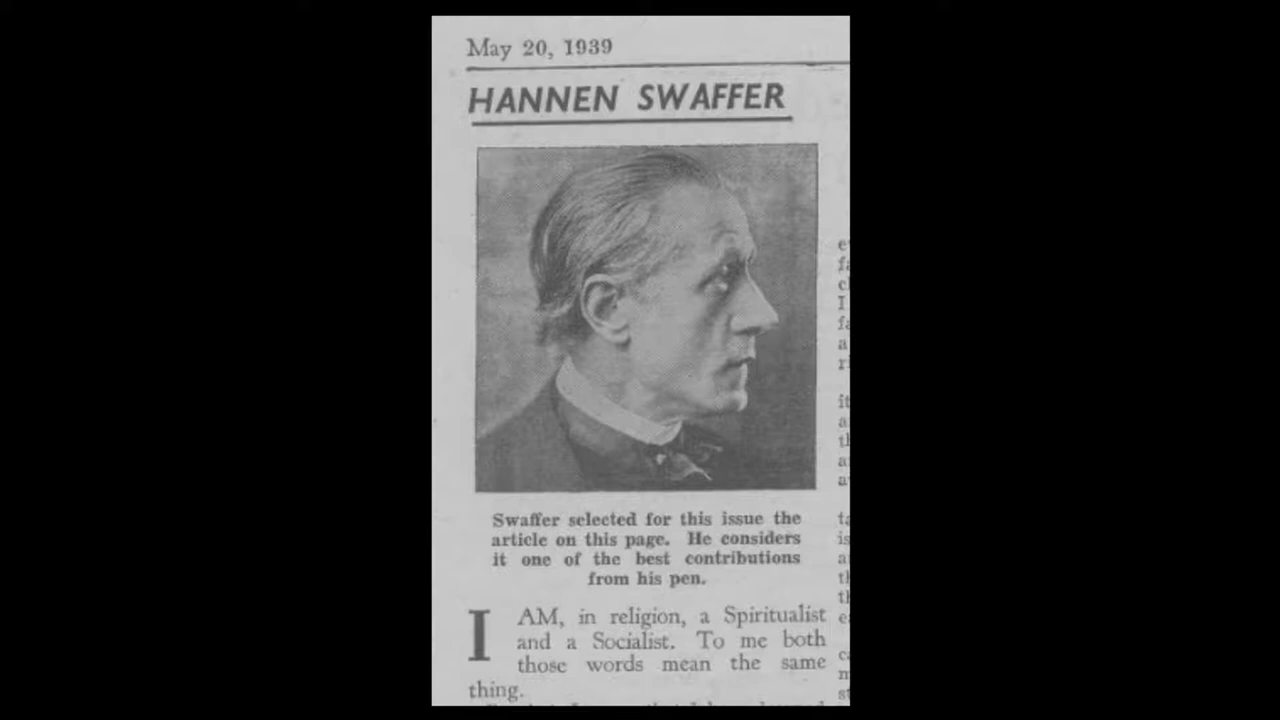 May 20, 1939
HANNEN SWAFFER
Swaffer selected for this issue the
article on this page. He considers
it one of the best contributions
from his pen.
I AM, in religion, a Spiritualist
and a Socialist. To me both
those words mean the same
thing.